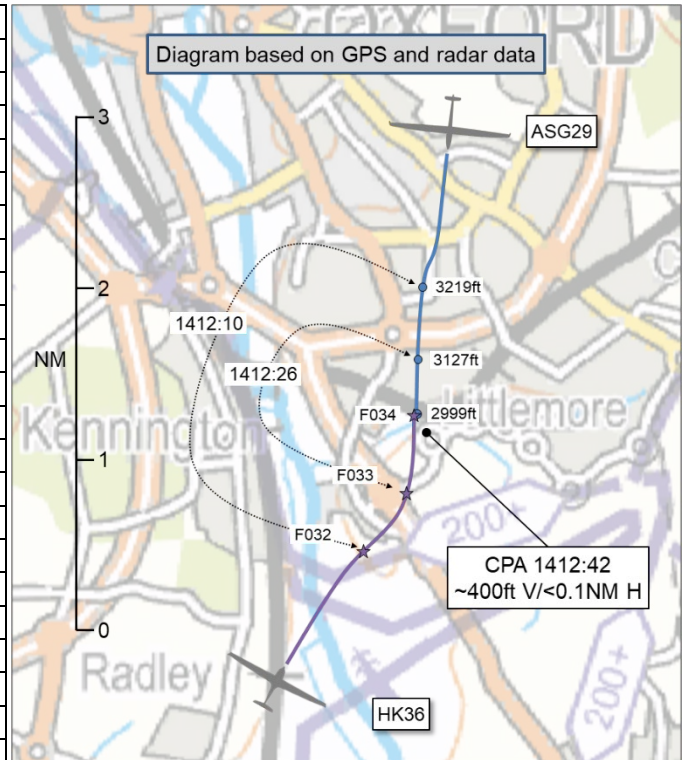 OXFORD
Diagram based on GPS and radar data
3
ASG29
2
3219ft
1412:10
NM
3127ft
1412:26
F034
2999ft
Littlemore
Kennington
1
F033
200+
F032
CPA 1412:42
~400ft V/<0.1NM H
0
Radley
200+
HK36